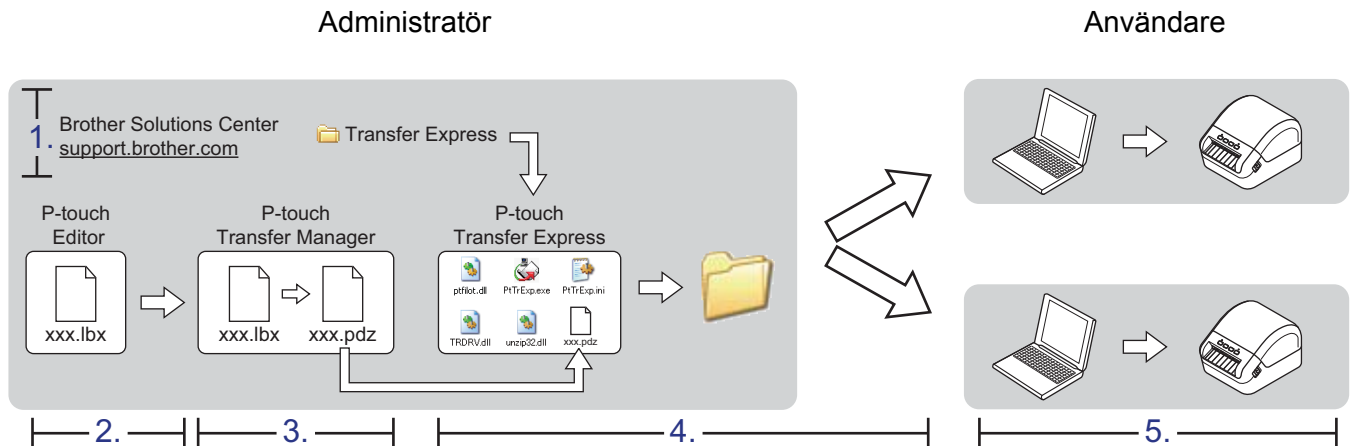 Administratör
Användare
1.
Brother Solutions Center
support.brother.com
Transfer Express
P-touch
Editor
xxx.lbx
P-touch
Transfer Manager
xxx.lbx
xxx.pdz
P-touch
Transfer Express
ptfilot.dll
PtTrExp.exe
PtTrExp.ini
TRDRV.dll
unzip32.dll
xxx.pdz
2.
3.
4.
5.